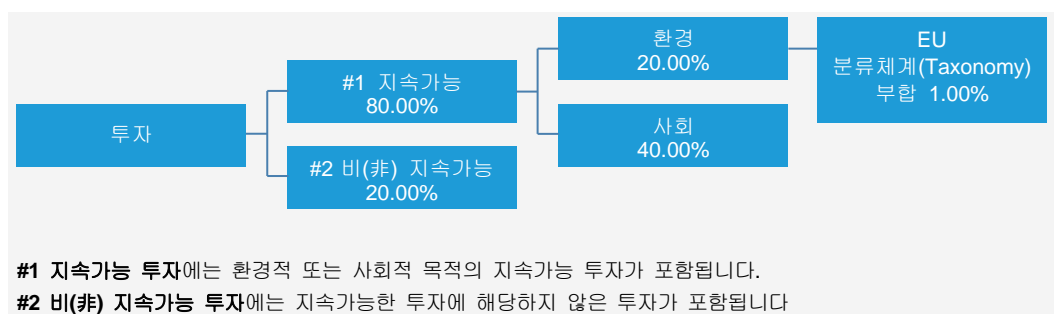 투자
#1 지속가능
80.00%
#2 비(非) 지속가능
20.00%
환경
20.00%
사회
40.00%
EU
분류체계(Taxonomy)
부합 1.00%
#1 지속가능 투자에는 환경적 또는 사회적 목적의 지속가능 투자가 포함됩니다.
#2 비(非) 지속가능 투자에는 지속가능한 투자에 해당하지 않은 투자가 포함됩니다